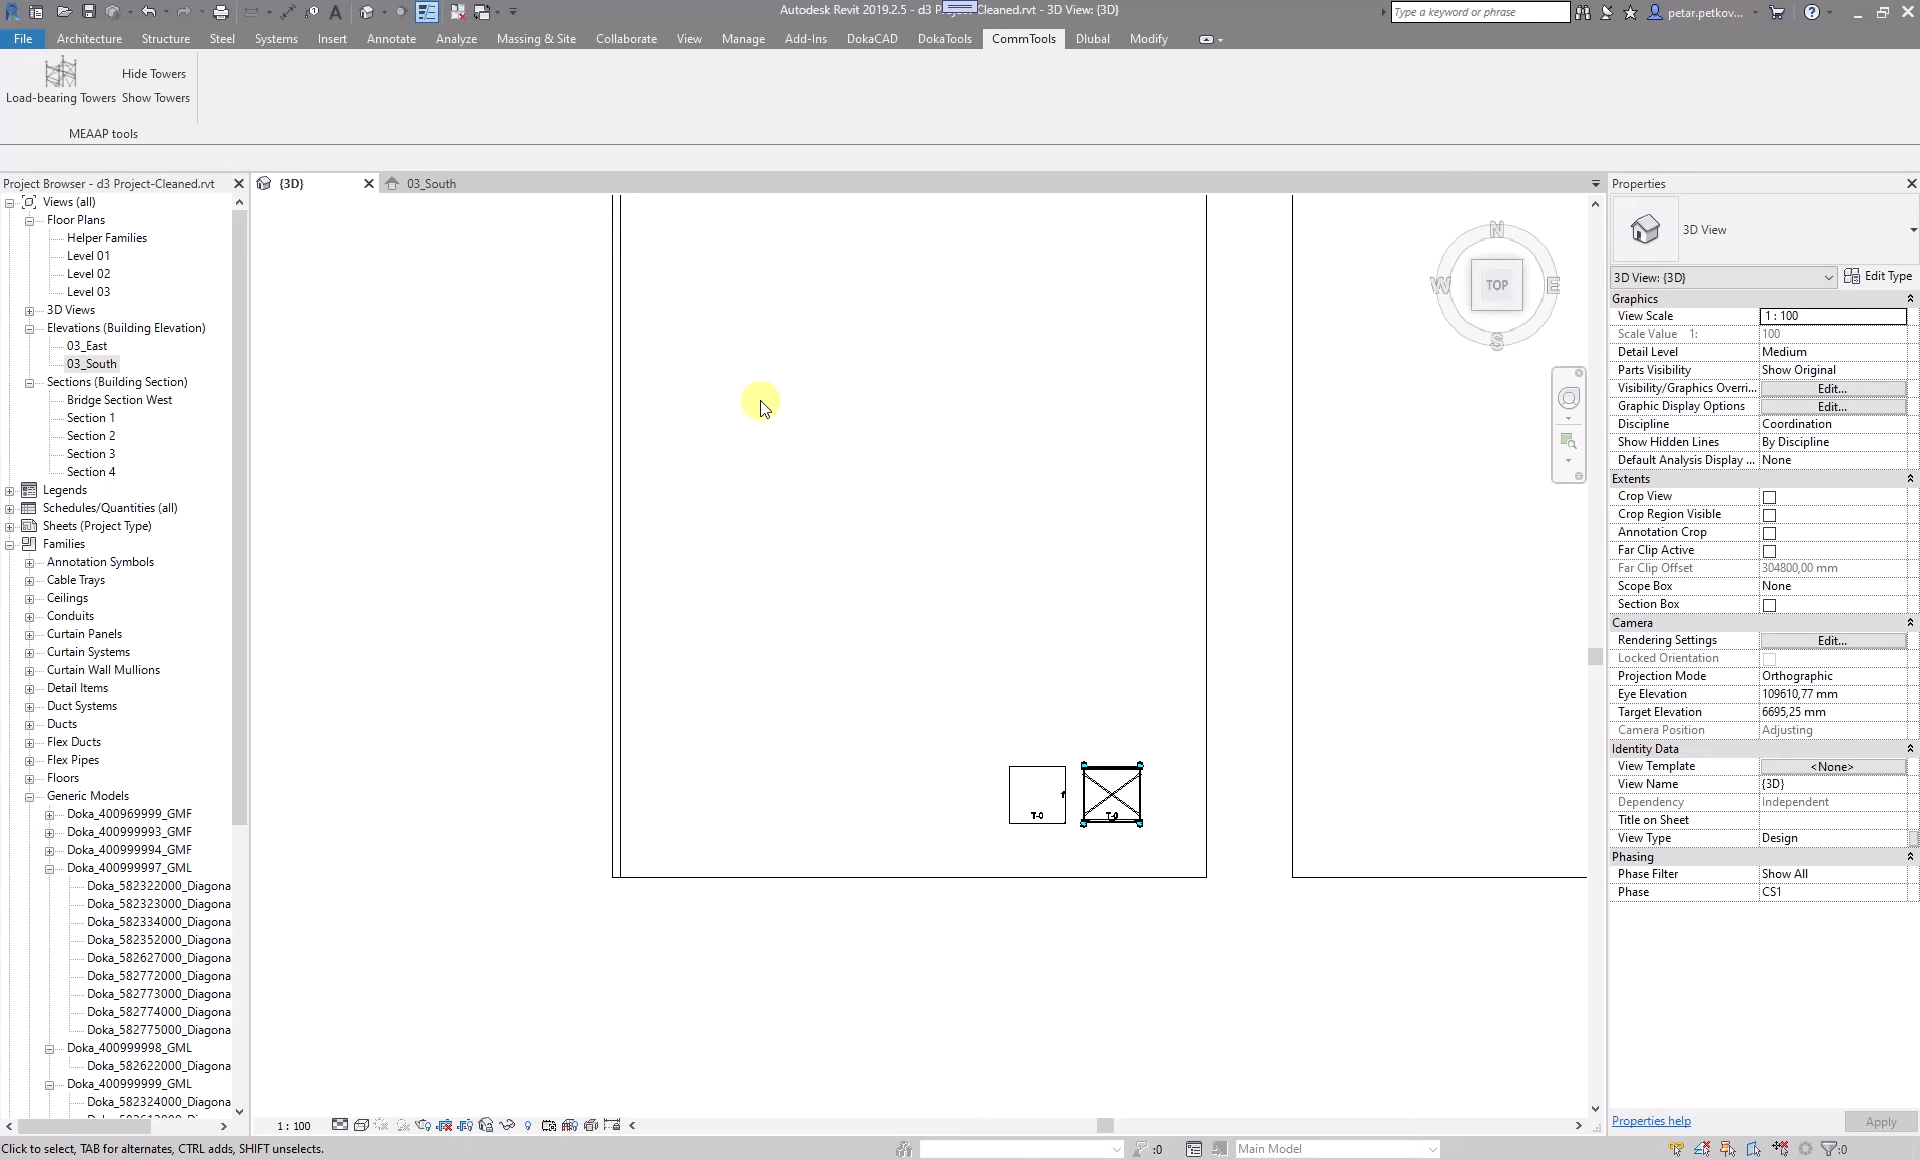 Autodesk Revit 2019.2.5 - d3 P Cleaned.rvt - 3D View: {3D}
Type a keyword or phrase
petar.petkov...
File Architecture Structure Steel Systems Insert Annotate Analyze Massing & Site Collaborate View Manage Add-Ins DokaCAD DokaTools CommTools Dlubal Modify
Hide Towers
Load-bearing Towers Show Towers
MEAAP tools
Project Browser - d3 Project-Cleaned.rvt
{3D}
03_South
Views (all)
Floor Plans
Helper Families
Level 01
Level 02
Level 03
3D Views
Elevations (Building Elevation)
03_East
03_South
Sections (Building Section)
Bridge Section West
Section 1
Section 2
Section 3
Section 4
Legends
Schedules/Quantities (all)
Sheets (Project Type)
Families
Annotation Symbols
Cable Trays
Ceilings
Conduits
Curtain Panels
Curtain Systems
Curtain Wall Mullions
Detail Items
Duct Systems
Ducts
Flex Ducts
Flex Pipes
Floors
Generic Models
Doka_400969999_GMF
Doka_400999993_GMF
Doka_400999994_GMF
Doka_400999997_GML
Doka_582322000_Diagona
Doka_582323000_Diagona
Doka_582334000_Diagona
Doka_582352000_Diagona
Doka_582627000_Diagona
Doka_582772000_Diagona
Doka_582773000_Diagona
Doka_582774000_Diagona
Doka_582775000_Diagona
Doka_400999998_GML
Doka_582622000_Diagona
Doka_400999999_GML
Doka_582324000_Diagona
N
W TOP E
S
T-0
T-0
Properties
3D View
3D View: {3D} Edit Type
Graphics
View Scale 1 : 100
Scale Value 1: 100
Detail Level Medium
Parts Visibility Show Original
Visibility/Graphics Overri... Edit...
Graphic Display Options Edit...
Discipline Coordination
Show Hidden Lines By Discipline
Default Analysis Display ... None
Extents
Crop View
Crop Region Visible
Annotation Crop
Far Clip Active
Far Clip Offset 304800,00 mm
Scope Box None
Section Box
Camera
Rendering Settings Edit...
Locked Orientation
Projection Mode Orthographic
Eye Elevation 109610,77 mm
Target Elevation 6695,25 mm
Camera Position Adjusting
Identity Data
View Template <None>
View Name {3D}
Dependency Independent
Title on Sheet
View Type Design
Phasing
Phase Filter Show All
Phase CS1
Properties help Apply
1 : 100
Click to select, TAB for alternates, CTRL adds, SHIFT unselects.
:0
Main Model
:0